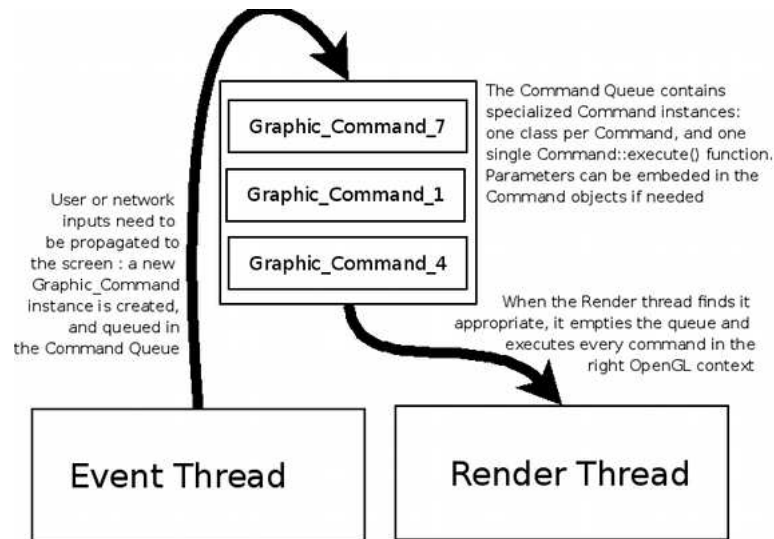 The Command Queue contains
specialized Command instances:
one class per Command, and one
single Command::execute() function.
Parameters can be embeded in the
Command objects if needed
Graphic_Command_7
Graphic_Command_1
Graphic_Command_4
User or network
inputs need to
be propagated to
the screen : a new
Graphic_Command
instance is created,
and queued in
the Command Queue
When the Render thread finds it
appropriate, it empties the queue and
executes every command in the
right OpenGL context
Event Thread
Render Thread